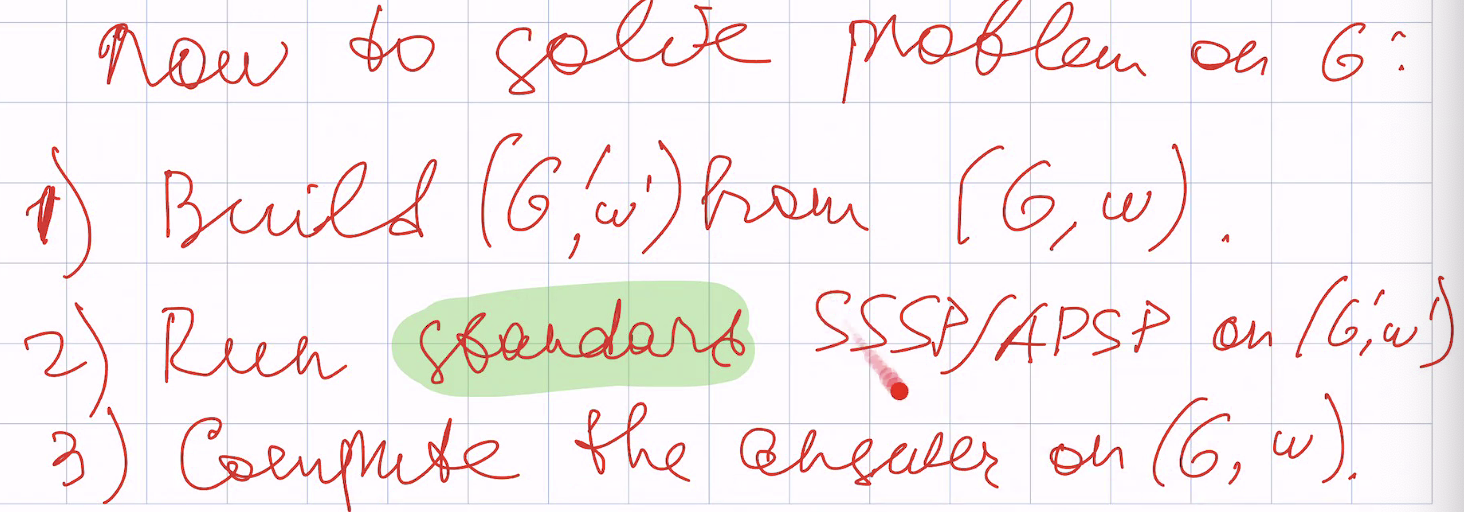 How to solve problem on G:
1) Build (G', w') from (G, w).
2) Run standard SSSP/APSP on (G', w')
3) Compute the answer on (G, w).